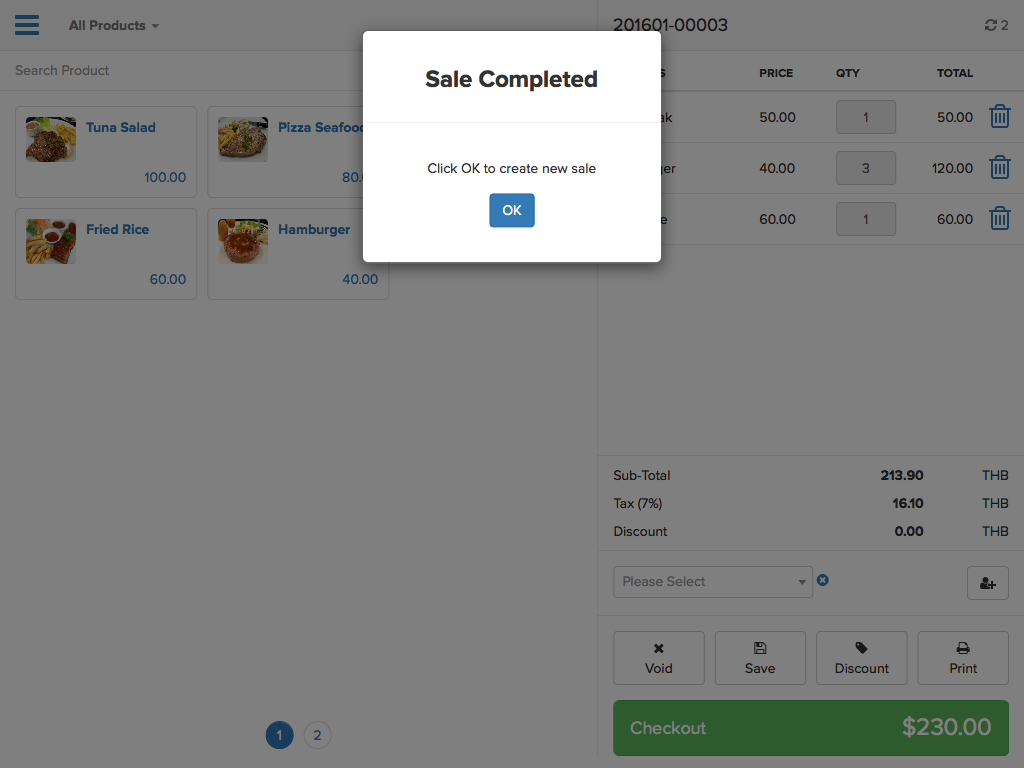 All Products
201601-00003
2
Search Product
Sale Completed
Click OK to create new sale
OK
PRICE QTY TOTAL
50.00 1 50.00
40.00 3 120.00
60.00 1 60.00
Tuna Salad
100.00
Pizza Seafood
80.
Fried Rice
60.00
Hamburger
40.00
Sub-Total 213.90 THB
Tax (7%) 16.10 THB
Discount 0.00 THB
Please Select
Void
Save
Discount
Print
Checkout $230.00
1 2